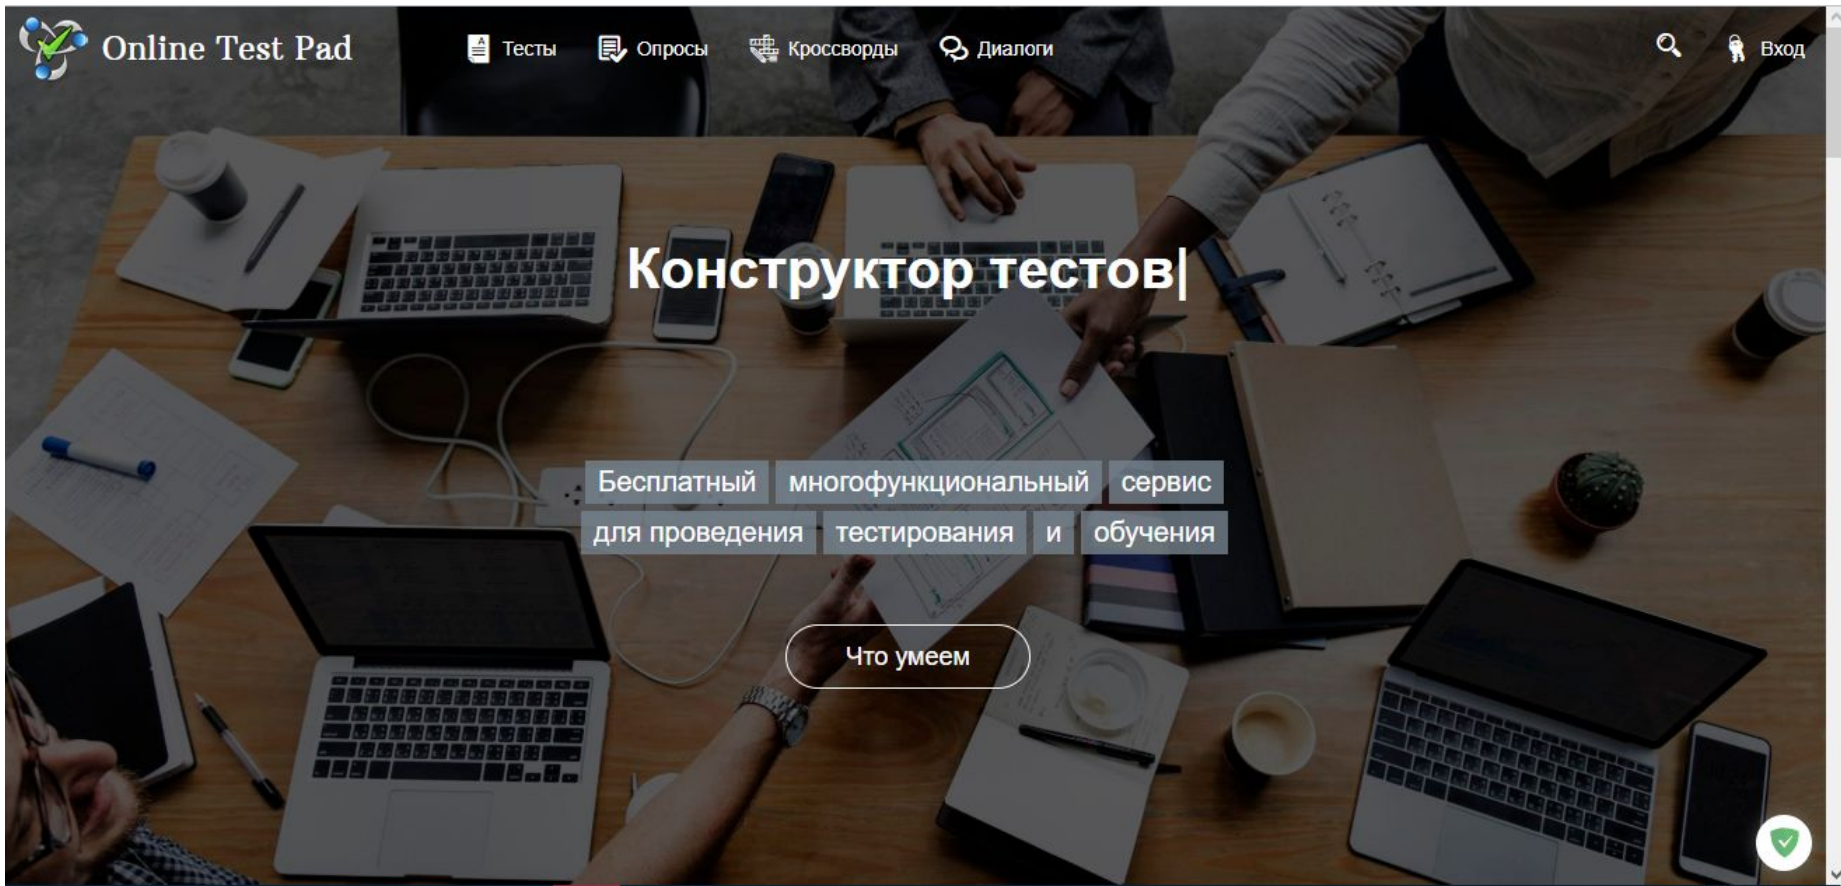 Online Test Pad
Тесты
Опросы
Кроссворды
Диалоги
Вход
Конструктор тестов|
Бесплатный многофункциональный сервис
для проведения тестирования и обучения
Что умеем